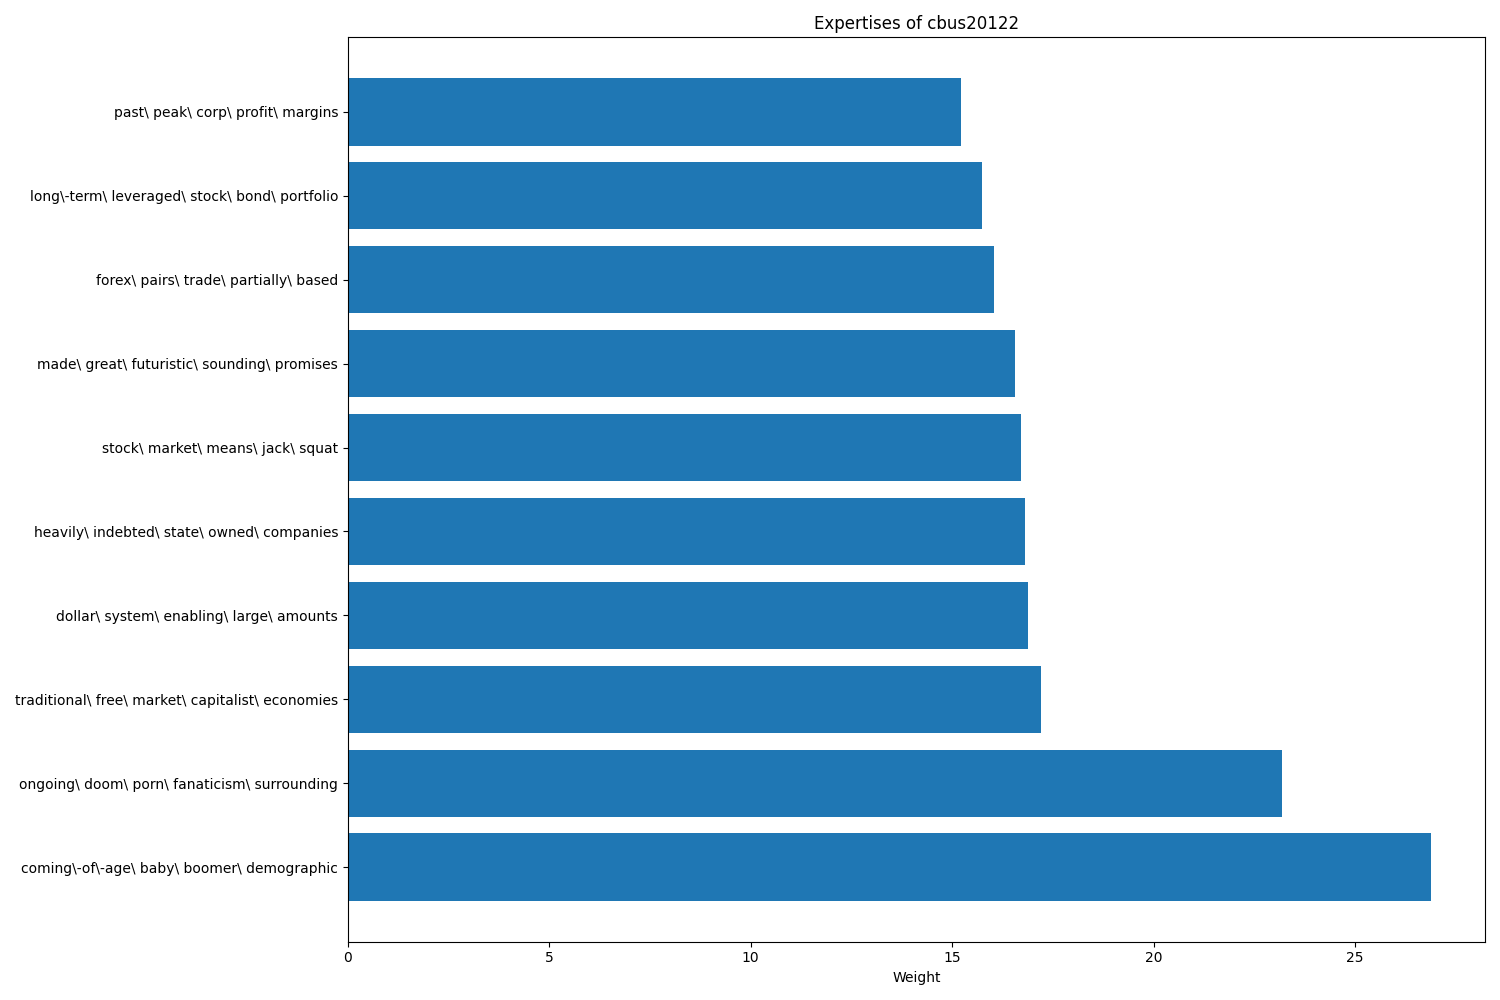 Expertises of cbus20122
past\ peak\ corp\ profit\ margins
long\-term\ leveraged\ stock\ bond\ portfolio
forex\ pairs\ trade\ partially\ based
made\ great\ futuristic\ sounding\ promises
stock\ market\ means\ jack\ squat
heavily\ indebted\ state\ owned\ companies
dollar\ system\ enabling\ large\ amounts
traditional\ free\ market\ capitalist\ economies
ongoing\ doom\ porn\ fanaticism\ surrounding
coming\-of\-age\ baby\ boomer\ demographic
0 5 10 15 20 25
Weight